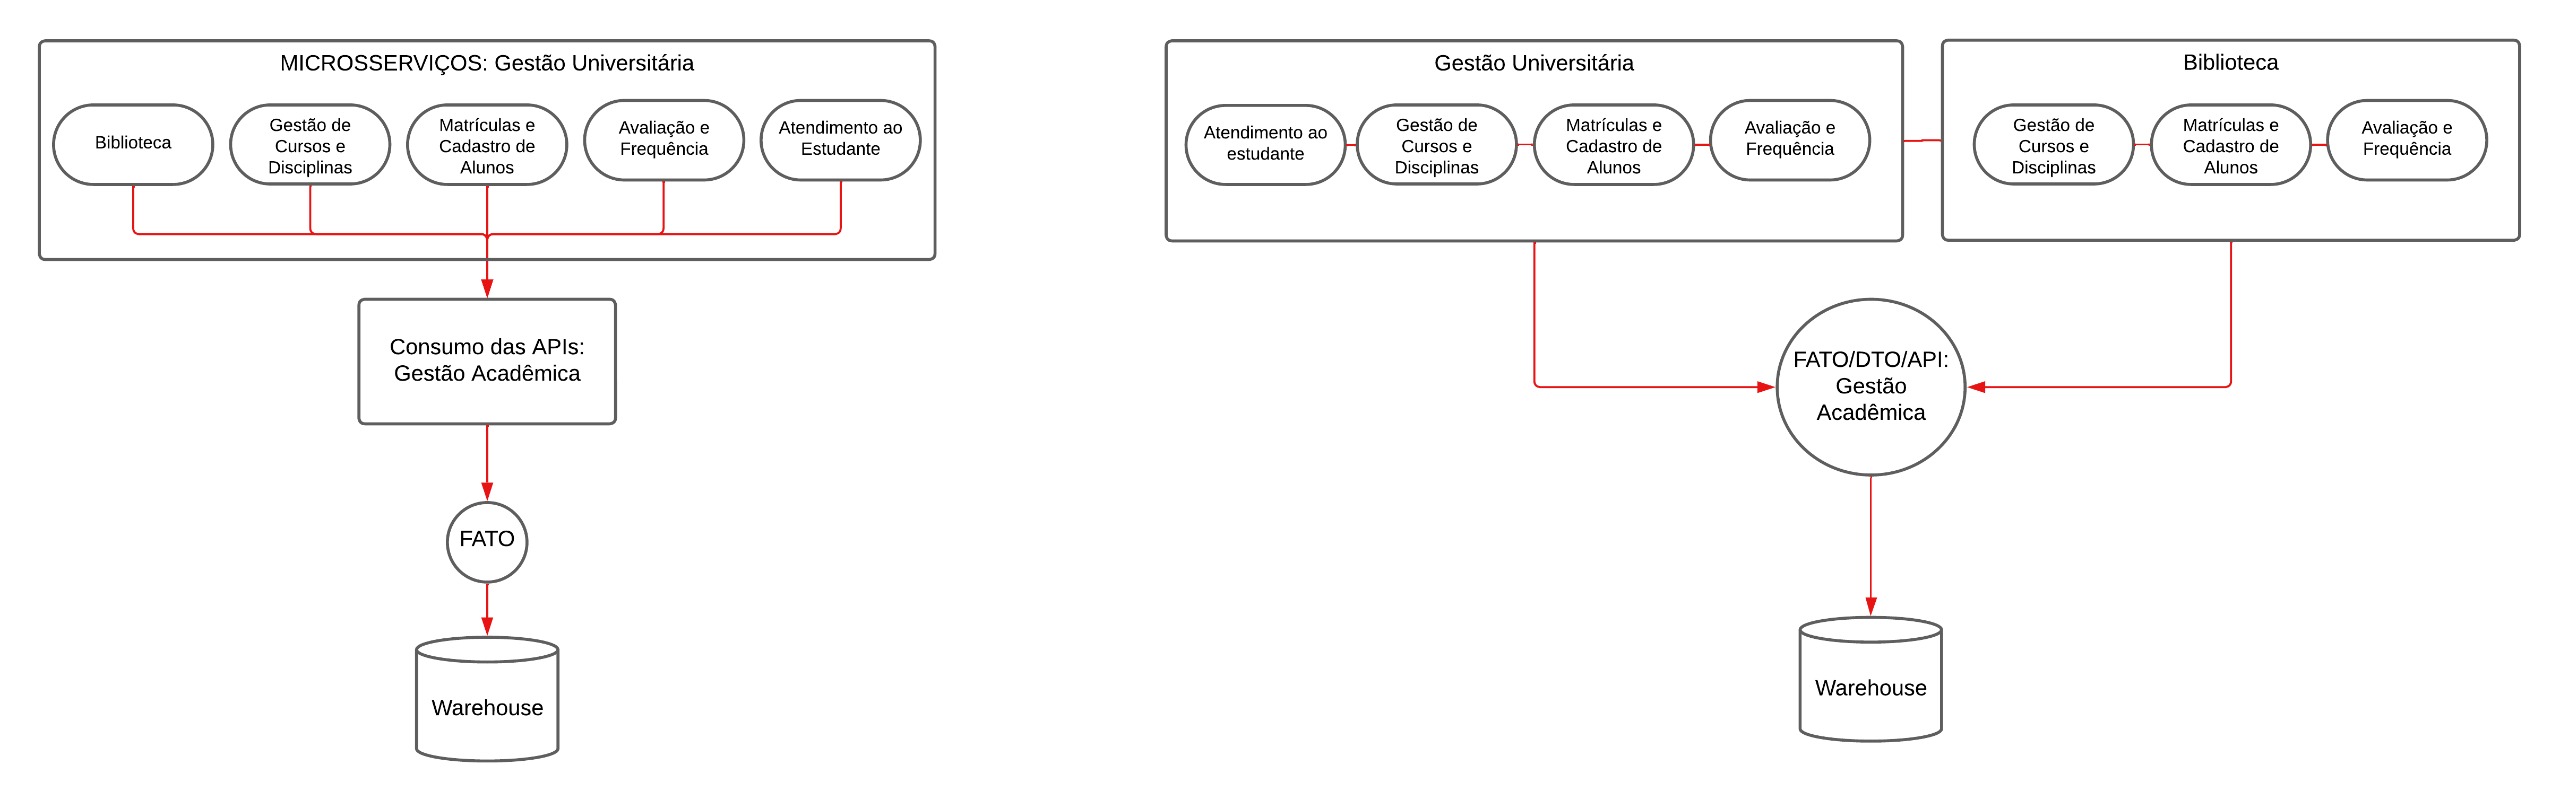 MICROSSERVIÇOS: Gestão Universitária
Biblioteca
Gestão de
Cursos e
Disciplinas
Matrículas e
Cadastro de
Alunos
Avaliação e
Frequência
Atendimento ao
Estudante
Consumo das APIs:
Gestão Acadêmica
FATO
Warehouse
Gestão Universitária
Atendimento ao
estudante
Gestão de
Cursos e
Disciplinas
Matrículas e
Cadastro de
Alunos
Avaliação e
Frequência
Biblioteca
Gestão de
Cursos e
Disciplinas
Matrículas e
Cadastro de
Alunos
Avaliação e
Frequência
FATO/DTO/API:
Gestão
Acadêmica
Warehouse